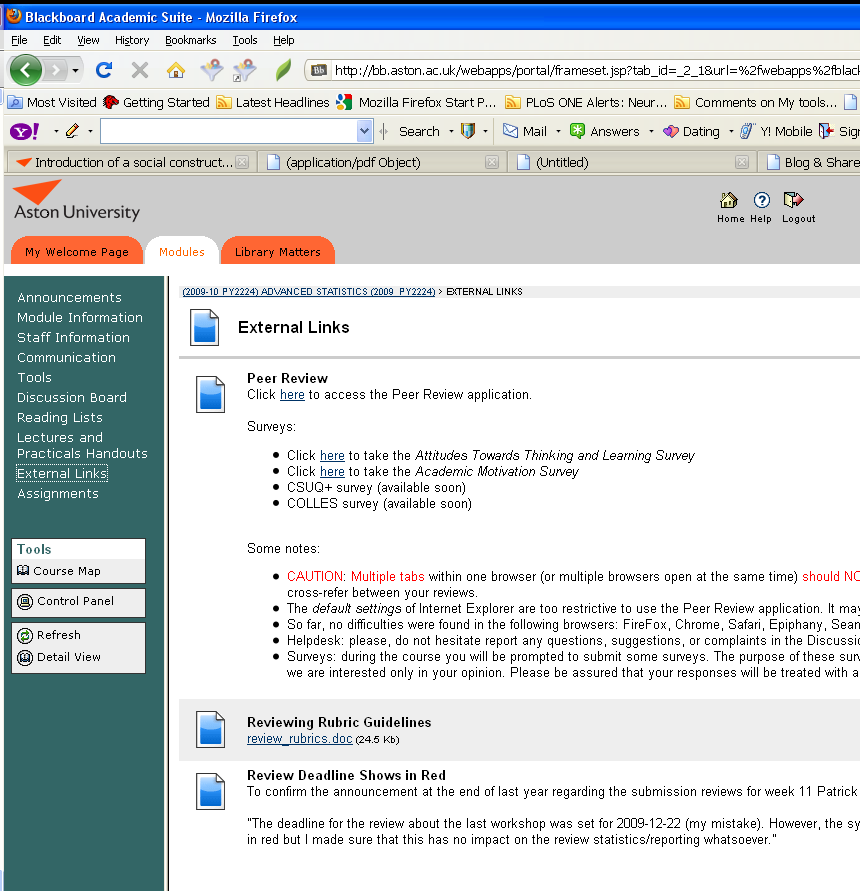 Blackboard Academic Suite - Mozilla Firefox
File Edit View History Bookmarks Tools Help
Bb http://bb.aston.ac.uk/webapps/portal/frameset.jsp?tab_id=_2_1&url=%2fwebapps%2fblac
Most Visited Getting Started Latest Headlines Mozilla Firefox Start P... PLoS ONE Alerts: Neur... Comments on My tools...
Y! Search Mail Answers Dating Y! Mobile Sign
Introduction of a social construct... (application/pdf Object) (Untitled) Blog & Share
Aston University
Home Help Logout
My Welcome Page Modules Library Matters
Announcements
Module Information
Staff Information
Communication
Tools
Discussion Board
Reading Lists
Lectures and
Practicals Handouts
External Links
Assignments
Tools
Course Map
Control Panel
Refresh
Detail View
(2009-10 PY2224) ADVANCED STATISTICS (2009_PY2224) > EXTERNAL LINKS
External Links
Peer Review
Click here to access the Peer Review application.
Surveys:
Click here to take the Attitudes Towards Thinking and Learning Survey
Click here to take the Academic Motivation Survey
CSUQ+ survey (available soon)
COLLES survey (available soon)
Some notes:
CAUTION: Multiple tabs within one browser (or multiple browsers open at the same time) should NO
cross-refer between your reviews.
The default settings of Internet Explorer are too restrictive to use the Peer Review application. It may
So far, no difficulties were found in the following browsers: FireFox, Chrome, Safari, Epiphany, Sean
Helpdesk: please, do not hesitate report any questions, suggestions, or complaints in the Discussio
Surveys: during the course you will be prompted to submit some surveys. The purpose of these surv
we are interested only in your opinion. Please be assured that your responses will be treated with a
Reviewing Rubric Guidelines
review_rubrics.doc (24.5 Kb)
Review Deadline Shows in Red
To confirm the announcement at the end of last year regarding the submission reviews for week 11 Patrick
"The deadline for the review about the last workshop was set for 2009-12-22 (my mistake). However, the sy
in red but I made sure that this has no impact on the review statistics/reporting whatsoever."